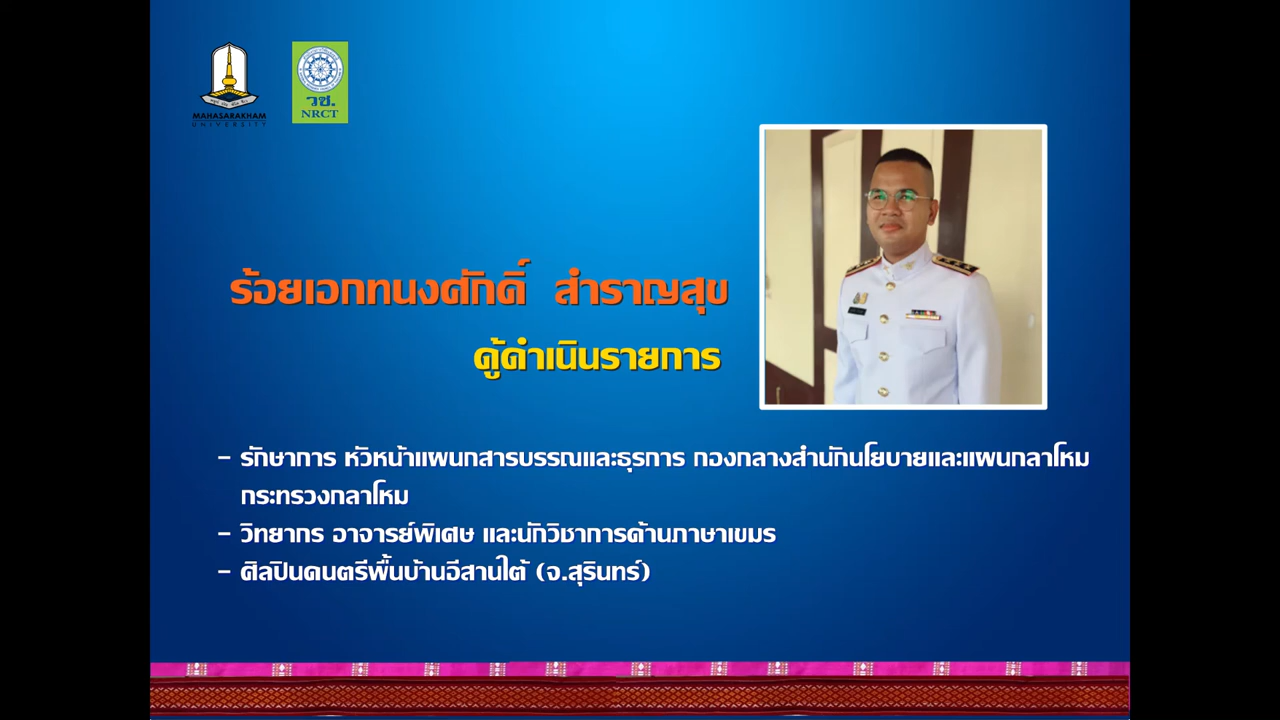 MAHASARAKHAM
UNIVERSITY
วช.
NRCT
ร้อยเอกทนงศักดิ์ สำราญสุข
ผู้ดำเนินรายการ
- รักษาการ หัวหน้าแผนกสารบรรณและธุรการ กองกลางสำนักนโยบายและแผนกลาโหม
กระทรวงกลาโหม
- วิทยากร อาจารย์พิเศษ และนักวิชาการด้านภาษาเขมร
- ศิลปินดนตรีพื้นบ้านอีสานใต้ (จ.สุรินทร์)